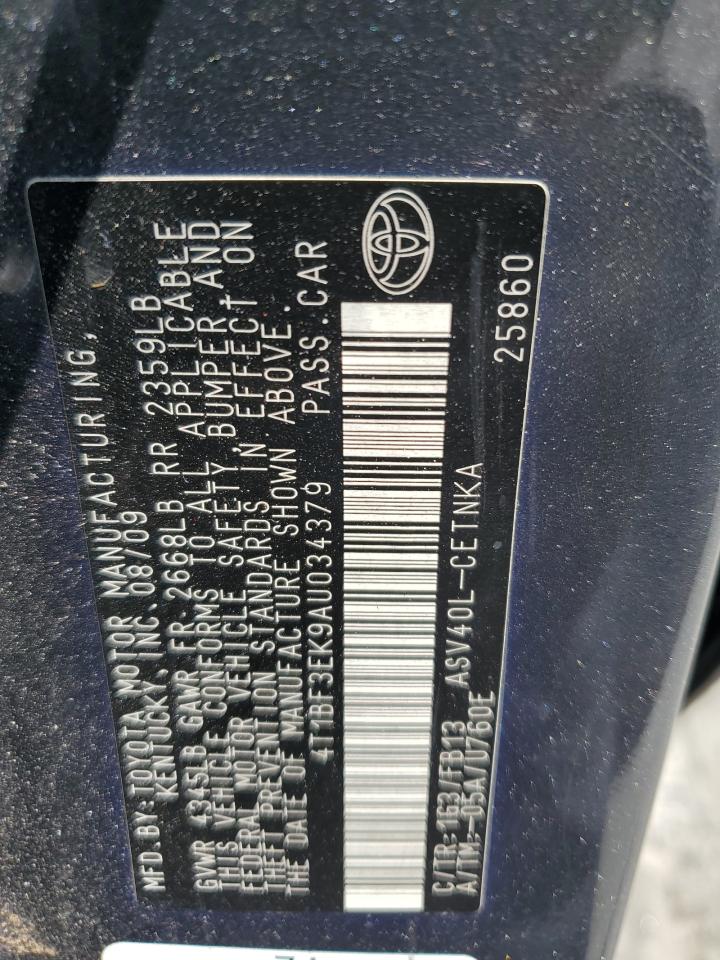 MFD.BY: TOYOTA MOTOR MANUFACTURING,
KENTUCKY, INC. 08/09
GVWR 4345LB GAWR FR 2668LB RR 2359LB
THIS VEHICLE CONFORMS TO ALL APPLICABLE
FEDERAL MOTOR VEHICLE SAFETY, BUMPER AND
THEFT PREVENTION STANDARDS IN EFFECT ON
THE DATE OF MANUFACTURE SHOWN ABOVE.
4T1BF3EK9AU034379 PASS.CAR
C/TR: 1G3/FB13 ASV40L-CETNKA
A/TM: -05A/U760E
25860